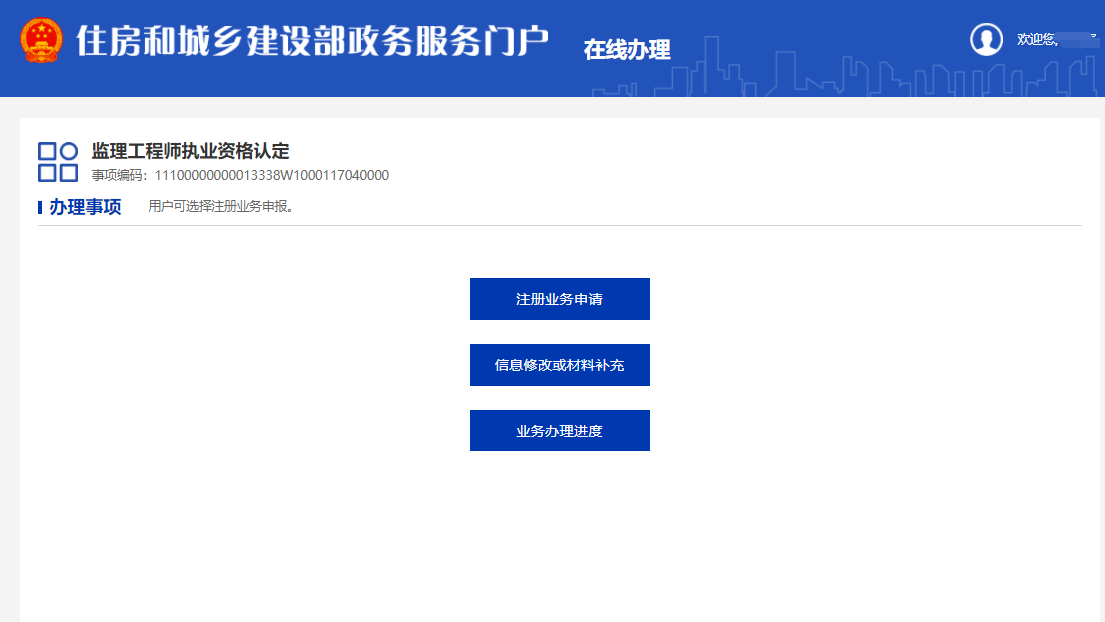 住房和城乡建设部政务服务门户
在线办理
欢迎您,
监理工程师执业资格认定
事项编码：11100000000013338W1000117040000
办理事项
用户可选择注册业务申报。
注册业务申请
信息修改或材料补充
业务办理进度